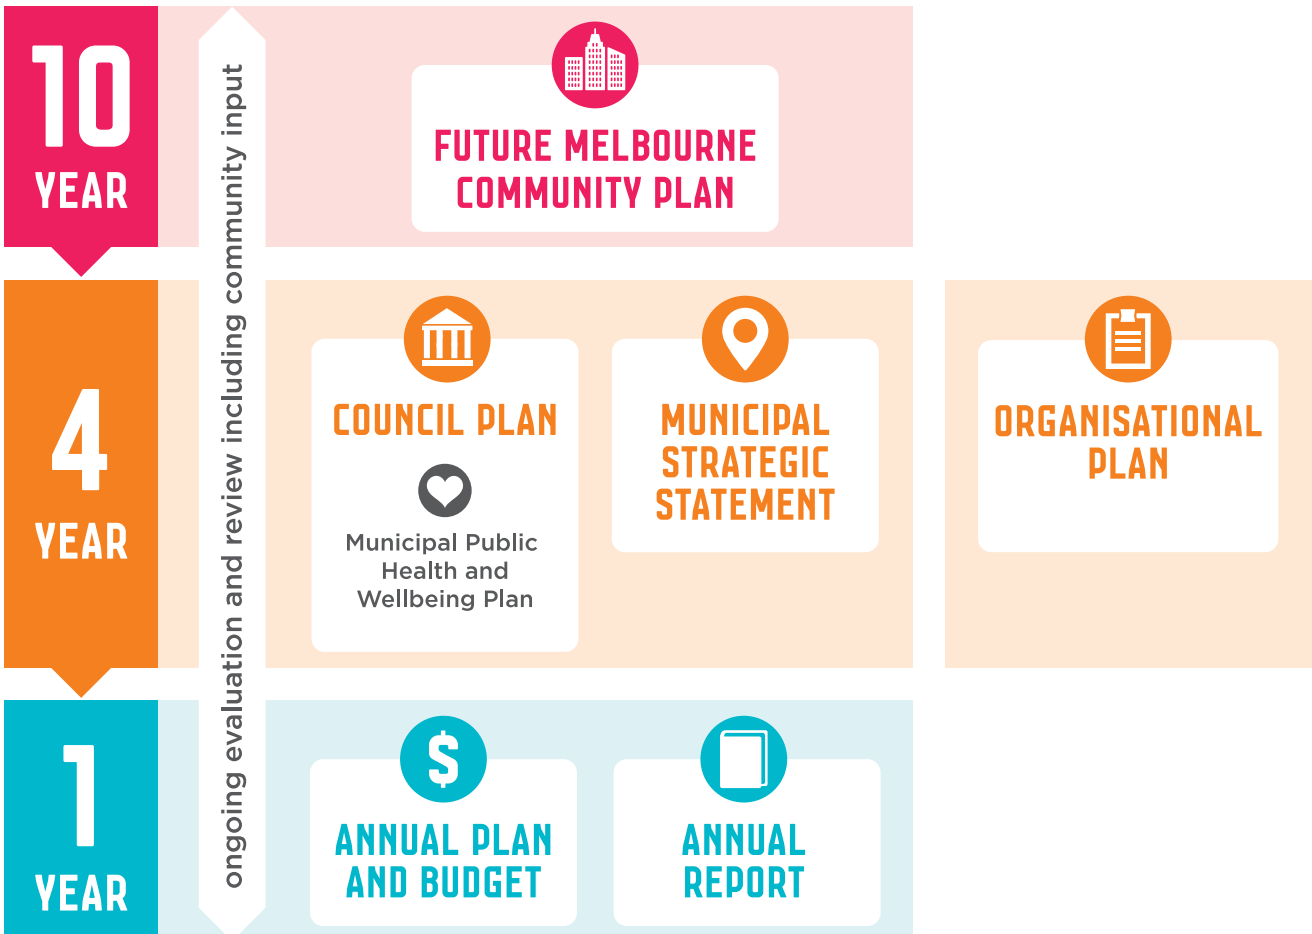 10
YEAR
ongoing evaluation and review including community input
FUTURE MELBOURNE
COMMUNITY PLAN
4
YEAR
COUNCIL PLAN
Municipal Public
Health and
Wellbeing Plan
MUNICIPAL
STRATEGIC
STATEMENT
ORGANISATIONAL
PLAN
1
YEAR
$
ANNUAL PLAN
AND BUDGET
ANNUAL
REPORT